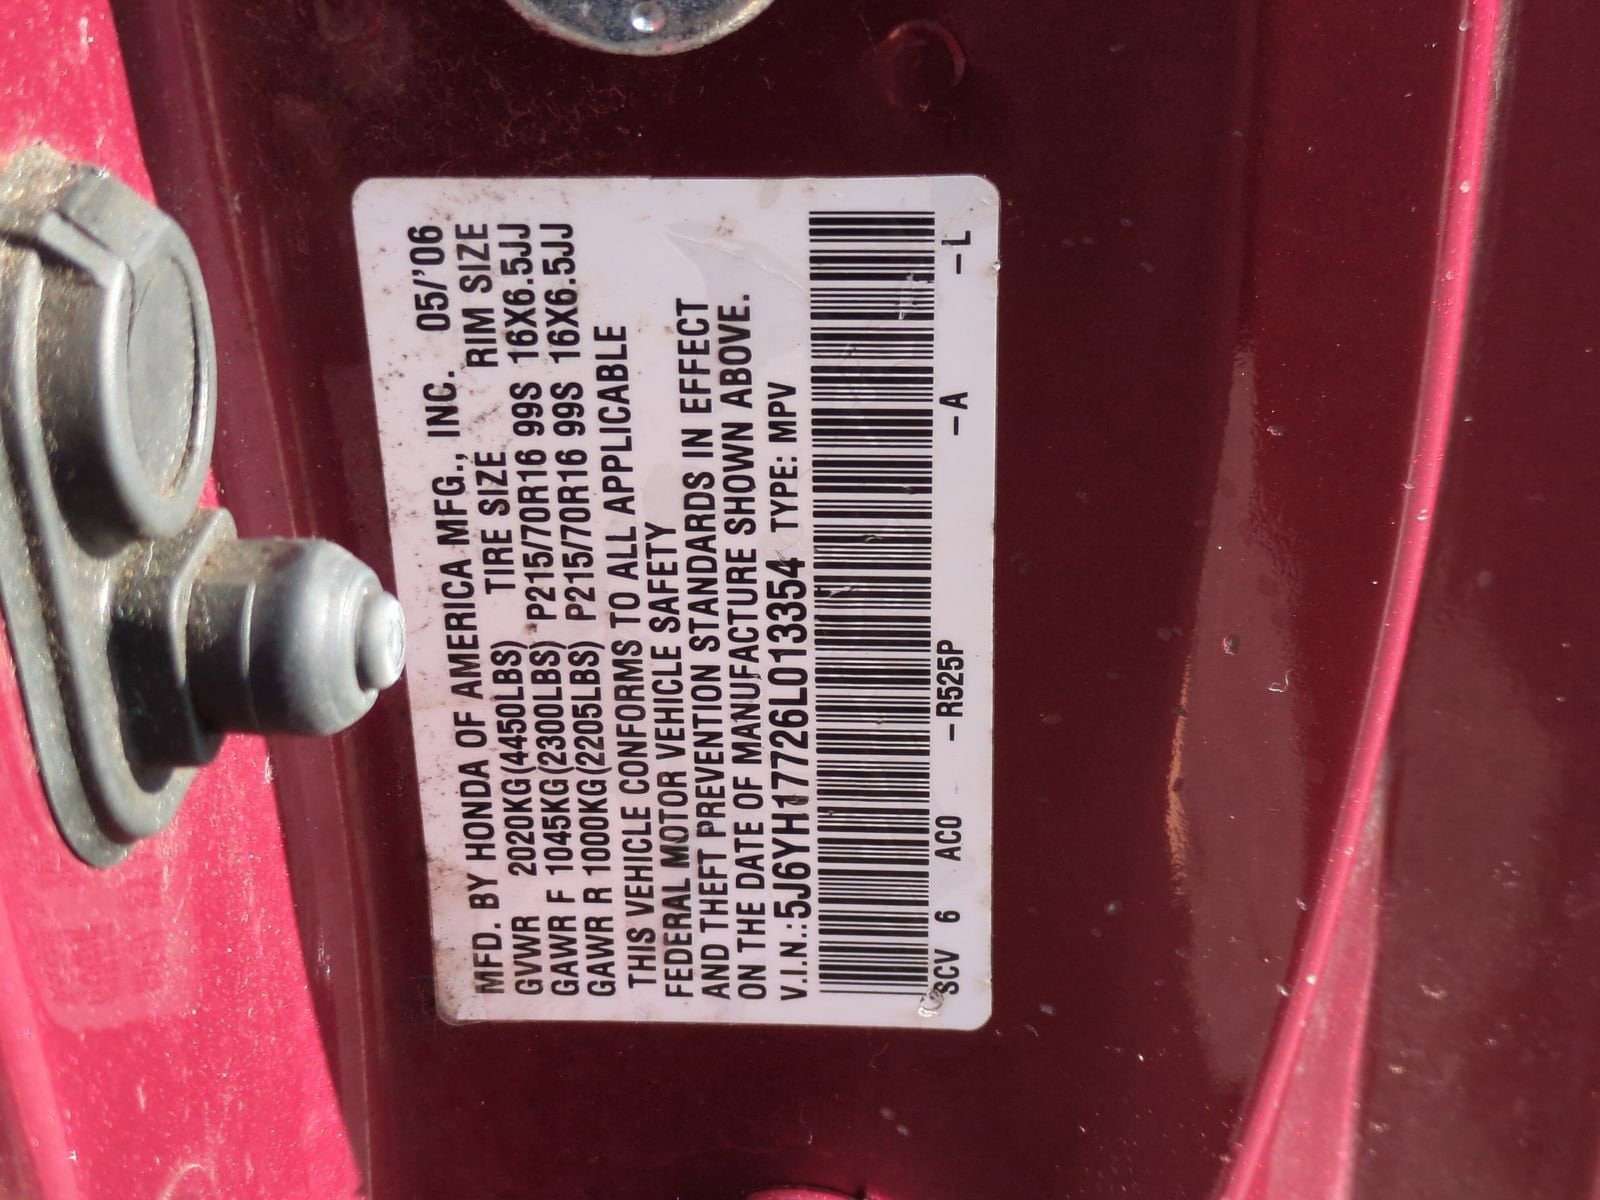 MFD. BY HONDA OF AMERICA MFG., INC. 05/'06
GVWR 2020KG(4450LBS) TIRE SIZE RIM SIZE
GAWR F 1045KG(2300LBS) P215/70R16 99S 16X6.5JJ
GAWR R 1000KG(2205LBS) P215/70R16 99S 16X6.5JJ
THIS VEHICLE CONFORMS TO ALL APPLICABLE
FEDERAL MOTOR VEHICLE SAFETY
AND THEFT PREVENTION STANDARDS IN EFFECT
ON THE DATE OF MANUFACTURE SHOWN ABOVE.
V.I.N.:5J6YH17726L013354 TYPE: MPV
SCV 6 AC0 –R525P –A –L